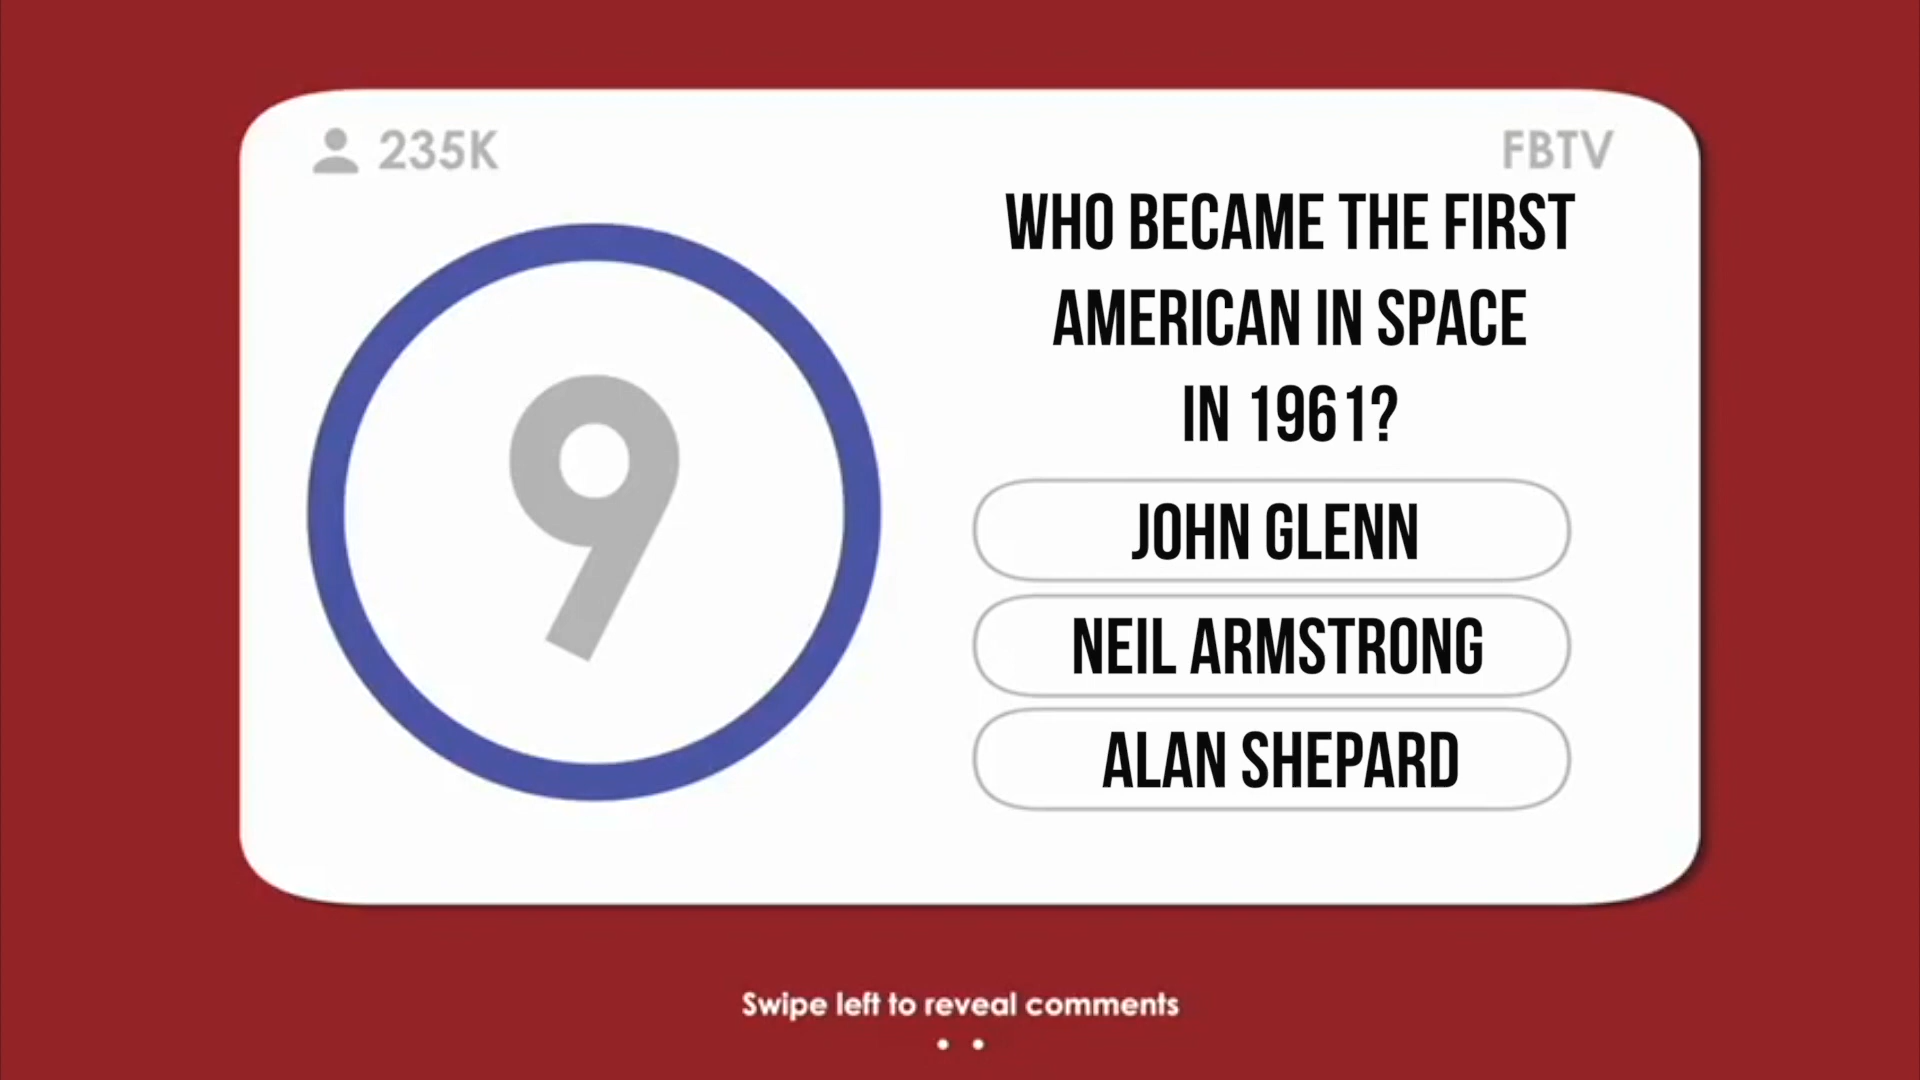 235K
FBTV
9
WHO BECAME THE FIRST
AMERICAN IN SPACE
IN 1961?
JOHN GLENN
NEIL ARMSTRONG
ALAN SHEPARD
Swipe left to reveal comments